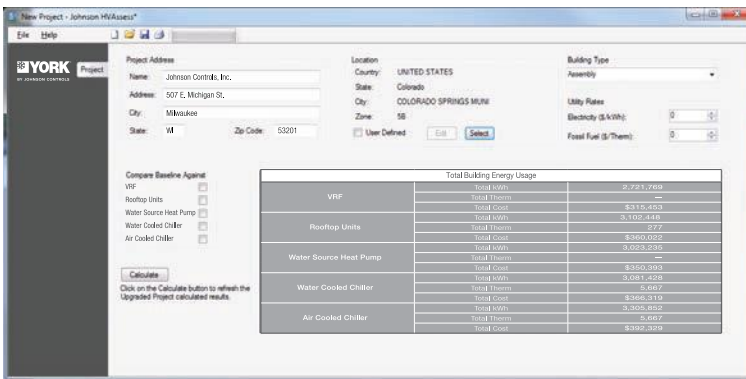 New Project - Johnson HVAssess*
File Help
YORK
BY JOHNSON CONTROLS
Project
Project Address
Name: Johnson Controls, Inc.
Address: 507 E. Michigan St.
City: Milwaukee
State: WI Zip Code: 53201
Location
Country: UNITED STATES
State: Colorado
City: COLORADO SPRINGS MUNI
Zone: 5B
User Defined Edit Select
Building Type
Assembly
Utility Rates
Electricity ($/kWh): 0
Fossil Fuel ($/Therm): 0
Compare Baseline Against
VRF
Rooftop Units
Water Source Heat Pump
Water Cooled Chiller
Air Cooled Chiller
Calculate
Click on the Calculate button to refresh the
Upgraded Project calculated results.
Total Building Energy Usage
VRF
Total kWh 2,721,769
Total Therm —
Total Cost $315,453
Rooftop Units
Total kWh 3,102,448
Total Therm 277
Total Cost $360,022
Water Source Heat Pump
Total kWh 3,023,235
Total Therm —
Total Cost $350,393
Water Cooled Chiller
Total kWh 3,081,428
Total Therm 5,667
Total Cost $366,319
Air Cooled Chiller
Total kWh 3,305,852
Total Therm 5,667
Total Cost $392,329